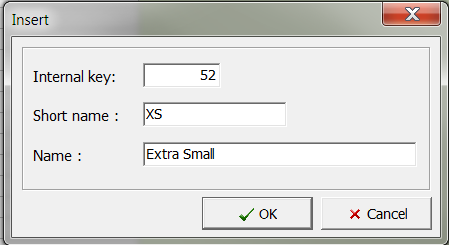 Insert
Internal key: 52
Short name : XS
Name : Extra Small
OK Cancel